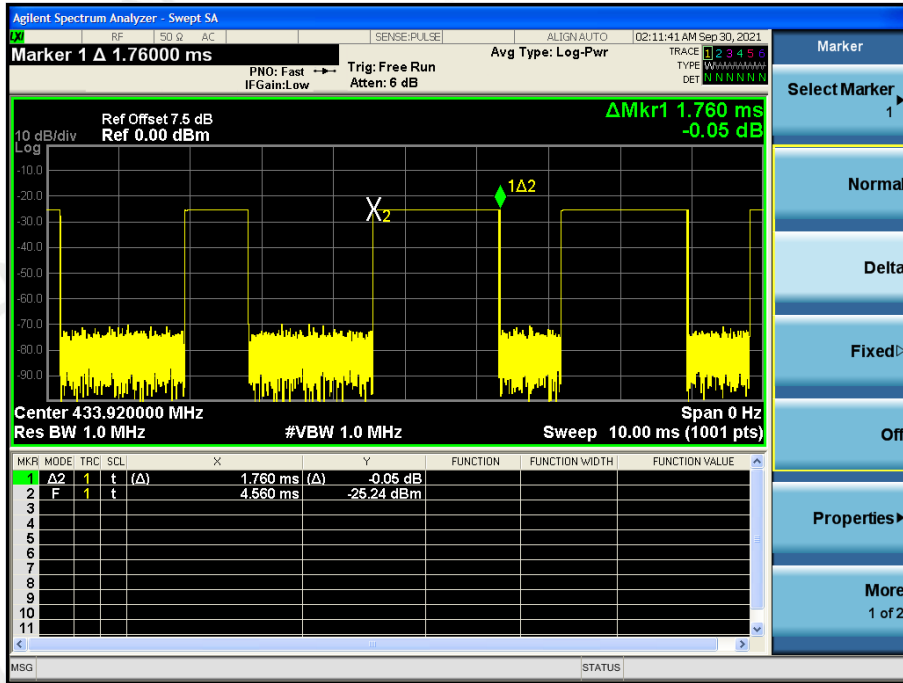 Agilent Spectrum Analyzer - Swept SA
LXI RF 50 Ω AC SENSE:PULSE ALIGN AUTO 02:11:41 AM Sep 30, 2021
Marker 1 Δ 1.76000 ms
PNO: Fast
IFGain:Low
Trig: Free Run
Atten: 6 dB
Avg Type: Log-Pwr
TRACE 1 2 3 4 5 6
TYPE WWWWWW
DET N N N N N N
ΔMkr1 1.760 ms
-0.05 dB
Ref Offset 7.5 dB
10 dB/div Ref 0.00 dBm
Log
-10.0
-20.0
-30.0
-40.0
-50.0
-60.0
-70.0
-80.0
-90.0
1Δ2
X2
Center 433.920000 MHz Span 0 Hz
Res BW 1.0 MHz #VBW 1.0 MHz Sweep 10.00 ms (1001 pts)
MKR MODE TRC SCL X Y FUNCTION FUNCTION WIDTH FUNCTION VALUE
1 Δ2 1 t (Δ) 1.760 ms (Δ) -0.05 dB
2 F 1 t 4.560 ms -25.24 dBm
3
4
5
6
7
8
9
10
11
MSG STATUS
Marker
Select Marker
1
Normal
Delta
Fixed
Off
Properties
More
1 of 2